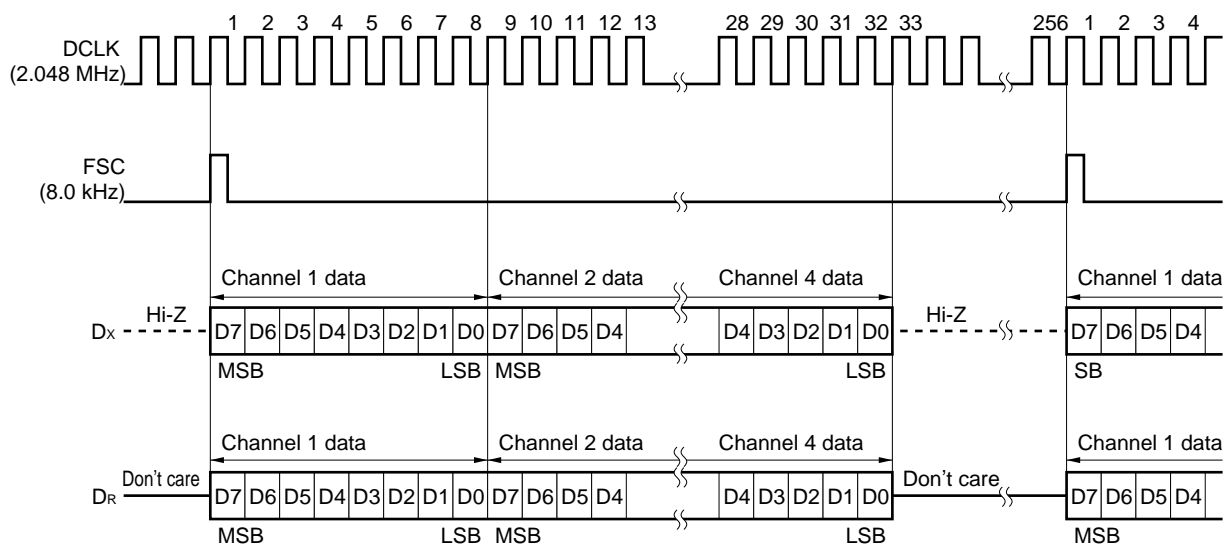 1 2 3 4 5 6 7 8 9 10 11 12 13 28 29 30 31 32 33 256 1 2 3 4
DCLK
(2.048 MHz)
FSC
(8.0 kHz)
Channel 1 data Channel 2 data Channel 4 data Channel 1 data
DX Hi-Z D7 D6 D5 D4 D3 D2 D1 D0 D7 D6 D5 D4 D4 D3 D2 D1 D0 Hi-Z D7 D6 D5 D4
MSB LSB MSB LSB SB
Channel 1 data Channel 2 data Channel 4 data Channel 1 data
DR Don't care D7 D6 D5 D4 D3 D2 D1 D0 D7 D6 D5 D4 D4 D3 D2 D1 D0 Don't care D7 D6 D5 D4
MSB LSB MSB LSB MSB